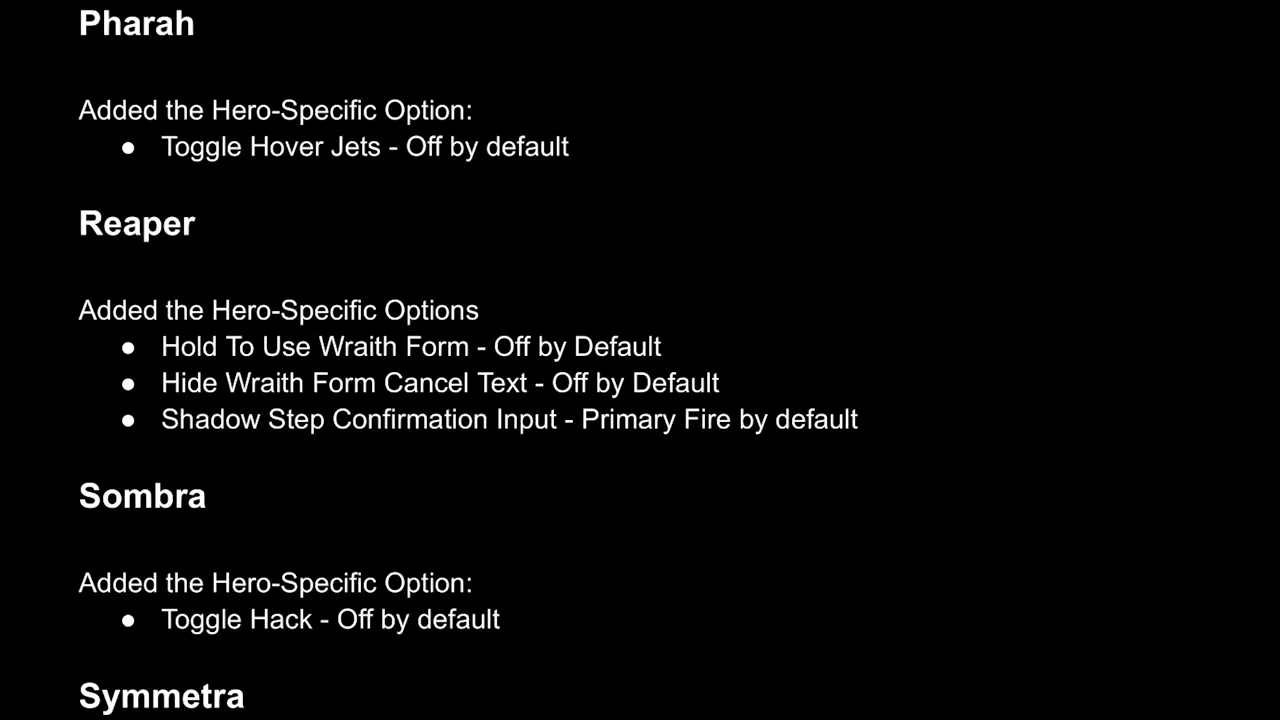 Pharah
Added the Hero-Specific Option:
● Toggle Hover Jets - Off by default
Reaper
Added the Hero-Specific Options
● Hold To Use Wraith Form - Off by Default
● Hide Wraith Form Cancel Text - Off by Default
● Shadow Step Confirmation Input - Primary Fire by default
Sombra
Added the Hero-Specific Option:
● Toggle Hack - Off by default
Symmetra